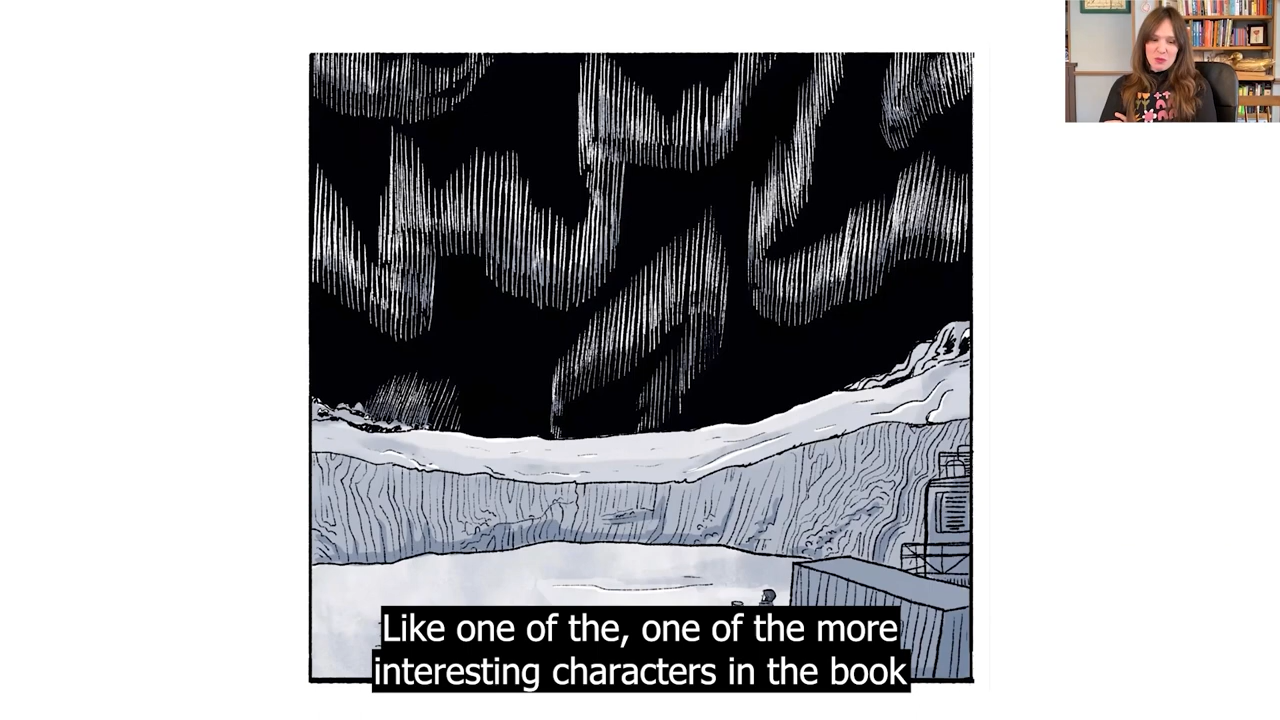 Like one of the, one of the more
interesting characters in the book